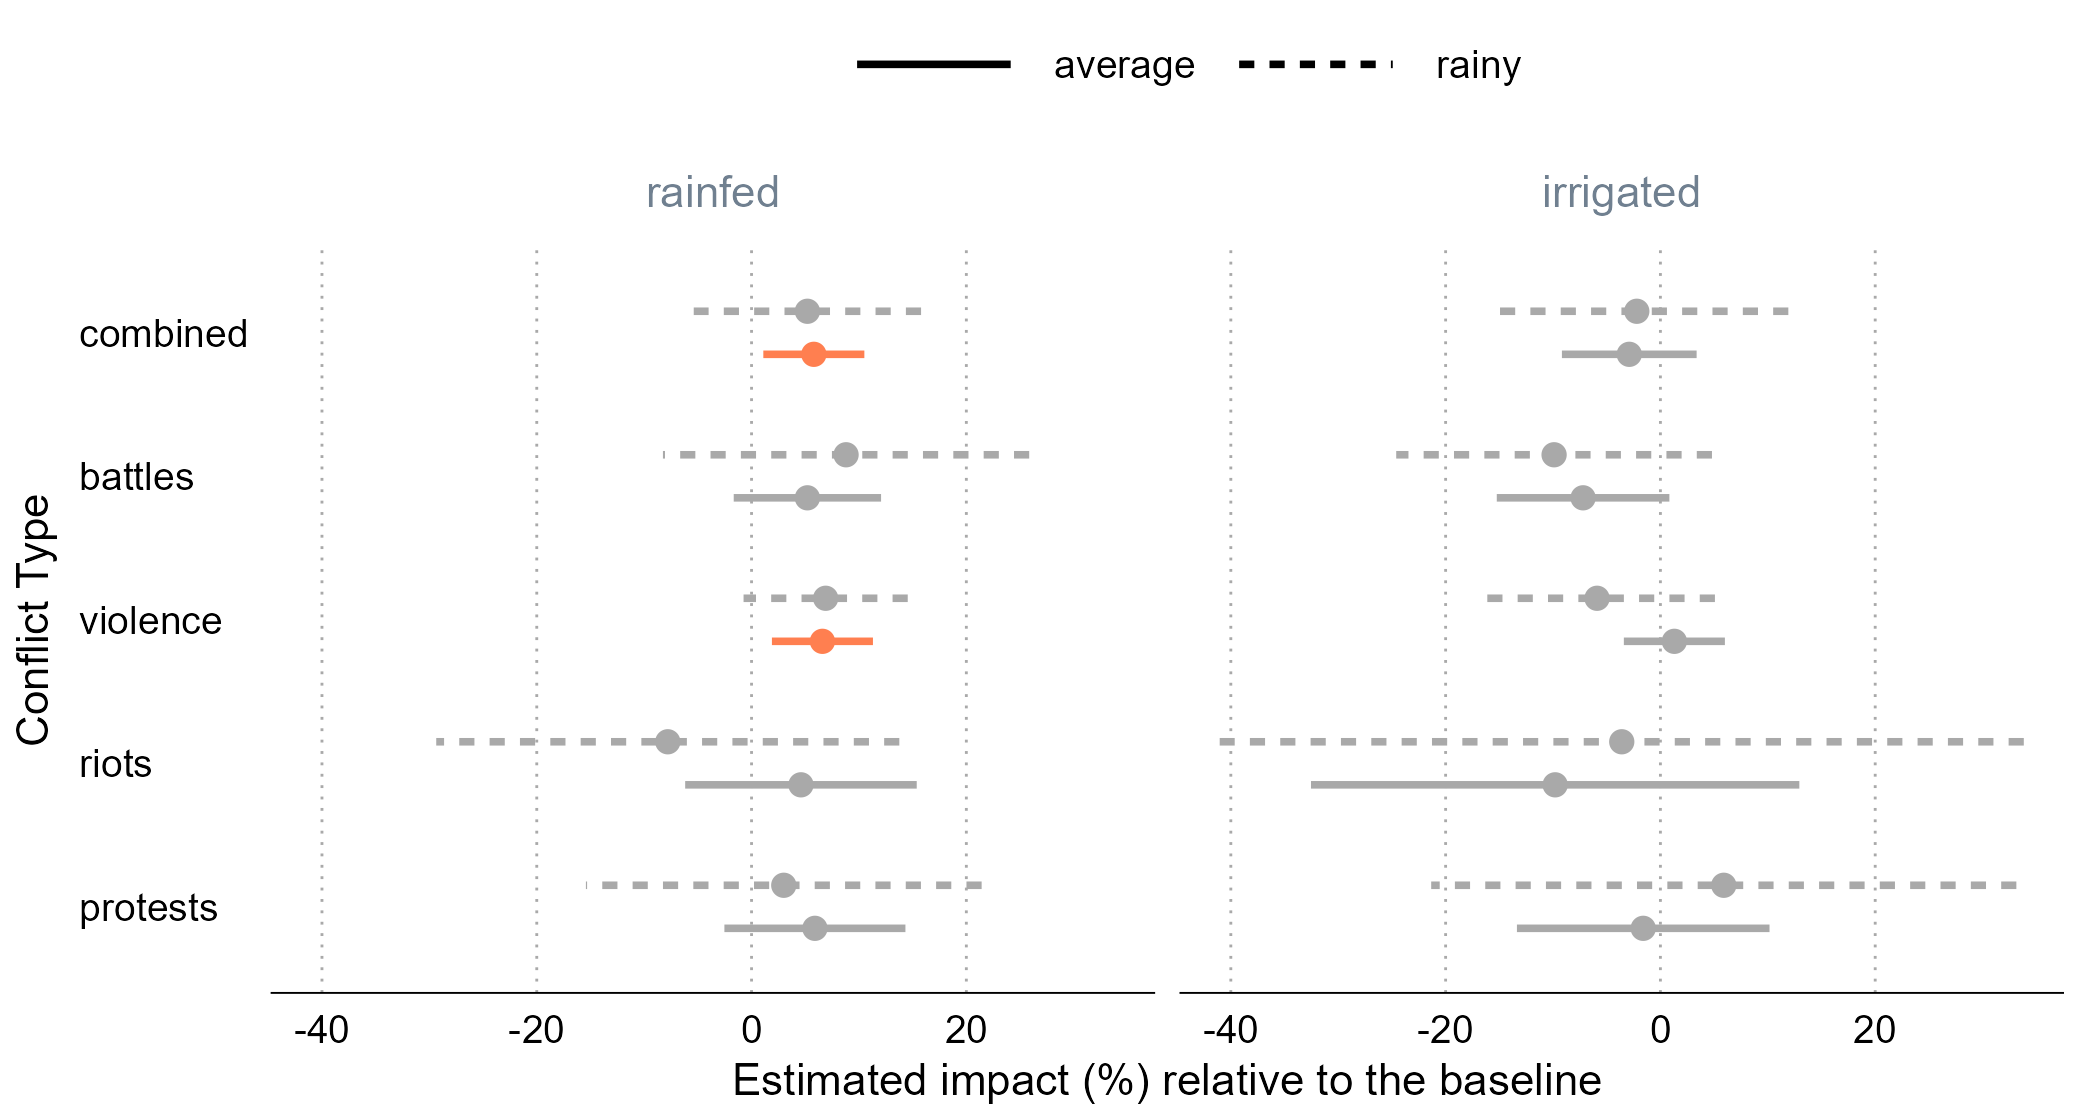 average rainy
rainfed irrigated
combined
battles
violence
riots
protests
Conflict Type
-40 -20 0 20 -40 -20 0 20
Estimated impact (%) relative to the baseline